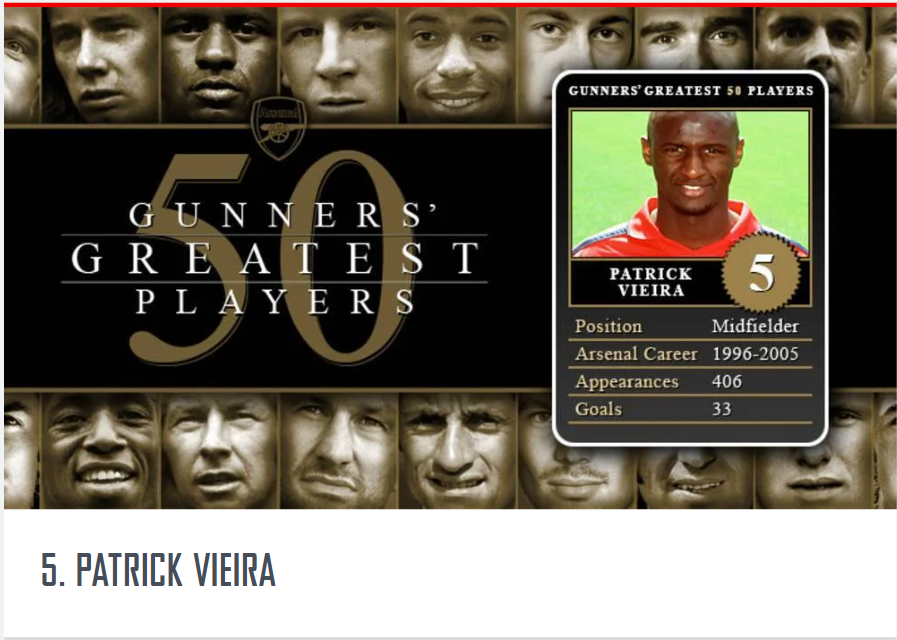 GUNNERS' GREATEST 50 PLAYERS
Arsenal
50
GUNNERS'
GREATEST
PLAYERS
PATRICK
VIEIRA
5
Position Midfielder
Arsenal Career 1996-2005
Appearances 406
Goals 33
5. PATRICK VIEIRA